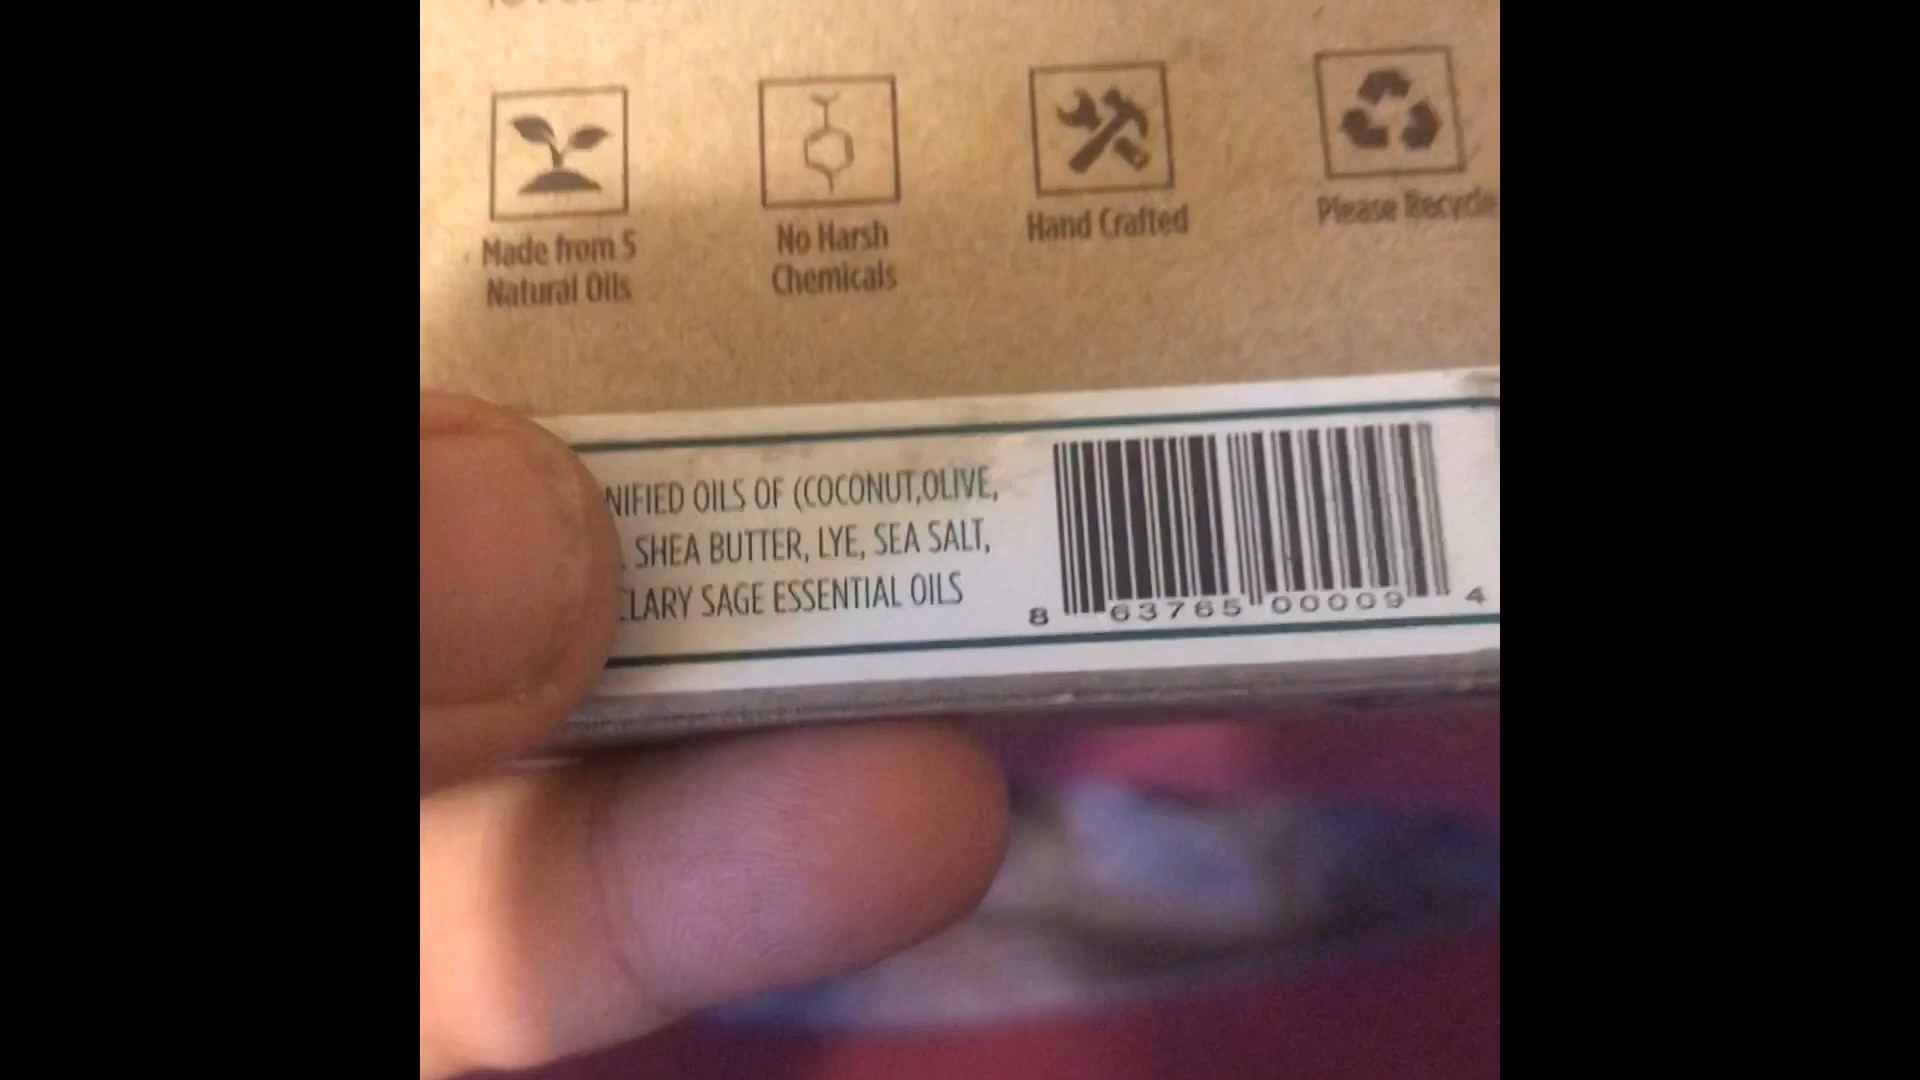 Made from 5
Natural Oils
No Harsh
Chemicals
Hand Crafted
Please Recycle
NIFIED OILS OF (COCONUT,OLIVE,
SHEA BUTTER, LYE, SEA SALT,
CLARY SAGE ESSENTIAL OILS
8 63765 00009 4